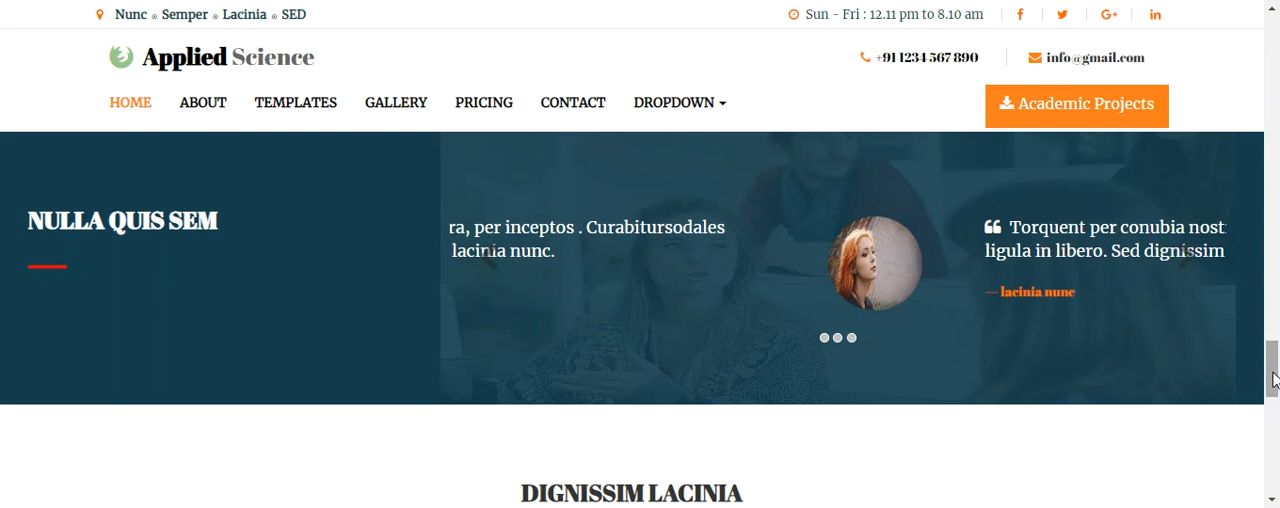 Nunc Semper Lacinia SED
Sun - Fri : 12.11 pm to 8.10 am
Applied Science
+91 1234 567 890
info@gmail.com
HOME ABOUT TEMPLATES GALLERY PRICING CONTACT DROPDOWN
Academic Projects
NULLA QUIS SEM
ra, per inceptos . Curabitursodales
lacinia nunc.
“ Torquent per conubia nost
ligula in libero. Sed dignissim
— lacinia nunc
DIGNISSIM LACINIA